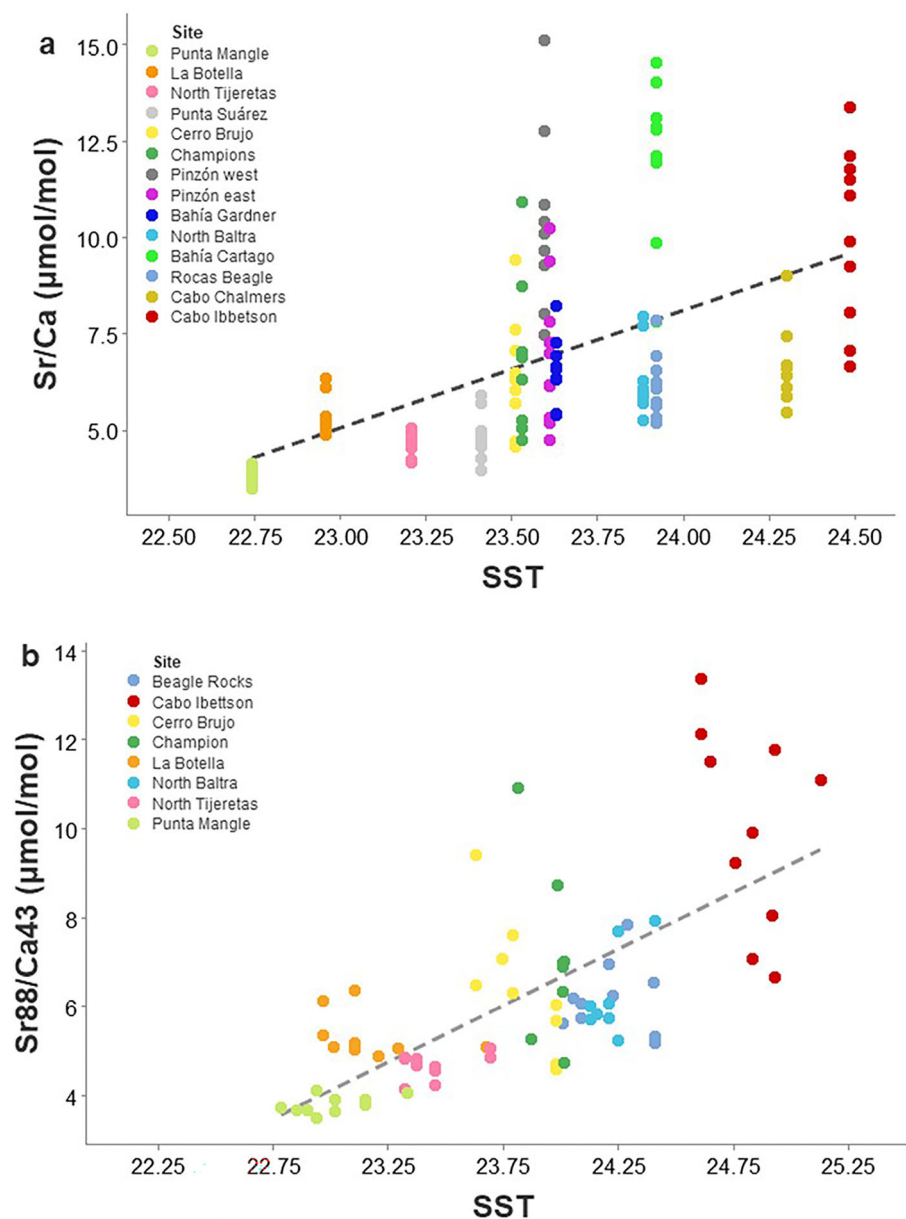 a
Site
Punta Mangle
La Botella
North Tijeretas
Punta Suárez
Cerro Brujo
Champions
Pinzón west
Pinzón east
Bahía Gardner
North Baltra
Bahía Cartago
Rocas Beagle
Cabo Chalmers
Cabo Ibbetson
15.0
12.5
10.0
7.5
5.0
Sr/Ca (µmol/mol)
22.50 22.75 23.00 23.25 23.50 23.75 24.00 24.25 24.50
SST
b
Site
Beagle Rocks
Cabo Ibettson
Cerro Brujo
Champion
La Botella
North Baltra
North Tijeretas
Punta Mangle
14
12
10
8
6
4
Sr88/Ca43 (µmol/mol)
22.25 22.75 23.25 23.75 24.25 24.75 25.25
SST